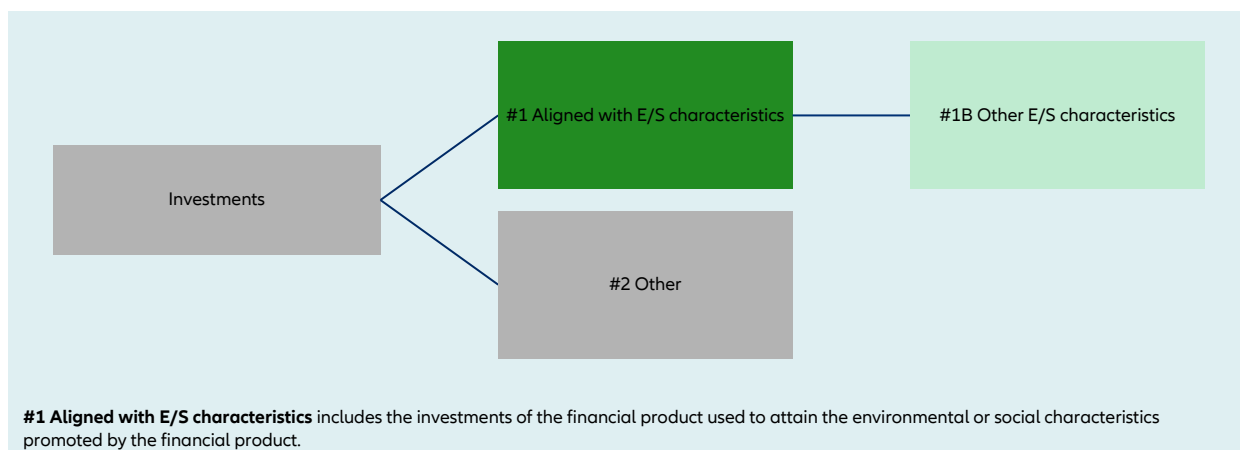 #1 Aligned with E/S characteristics
#1B Other E/S characteristics
Investments
#2 Other
#1 Aligned with E/S characteristics includes the investments of the financial product used to attain the environmental or social characteristics
promoted by the financial product.